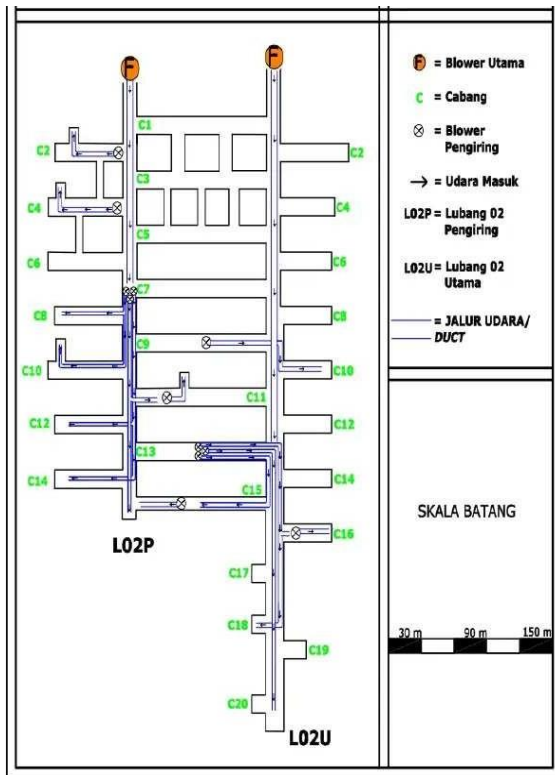 F
F
C1
C2
C2
C3
C4
C4
C5
C6
C6
C7
C8
C8
C9
C10
C10
C11
C12
C12
C13
C14
C14
C15
C16
C17
C18
C19
C20
L02P
L02U
F = Blower Utama
C = Cabang
= Blower
Pengiring
= Udara Masuk
L02P = Lubang 02
Pengiring
L02U = Lubang 02
Utama
= JALUR UDARA/
DUCT
SKALA BATANG
30 m 90 m 150 m